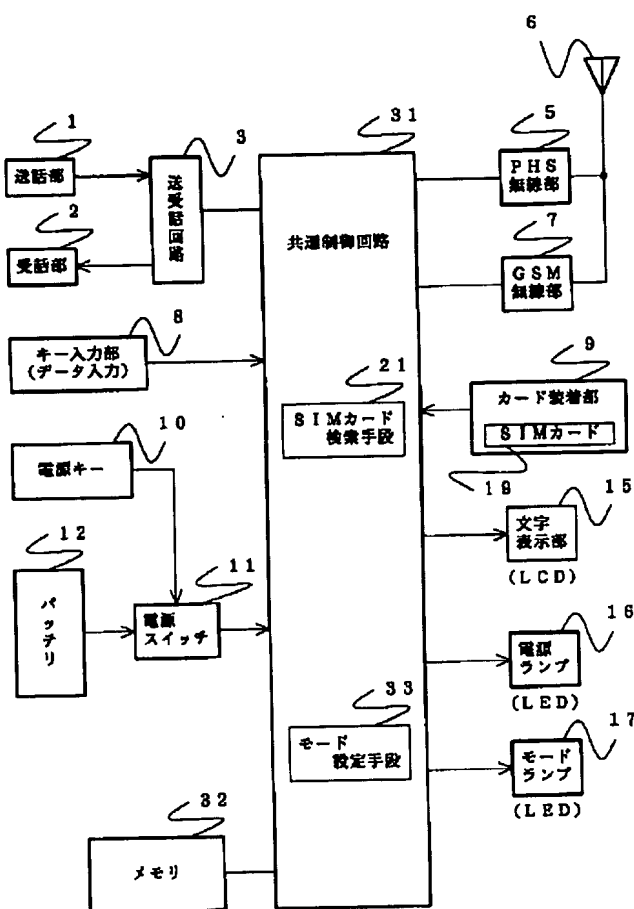 6
1
3
31
5
送話部
送受話回路
PHS
無線部
2
受話部
共通制御回路
7
GSM
無線部
8
キー入力部
(データ入力)
9
カード装着部
SIMカード
21
SIMカード
検索手段
10
電源キー
19
15
文字
表示部
(LCD)
12
バッテリ
11
電源
スイッチ
16
電源
ランプ
(LED)
33
モード
設定手段
17
モード
ランプ
(LED)
32
メモリ